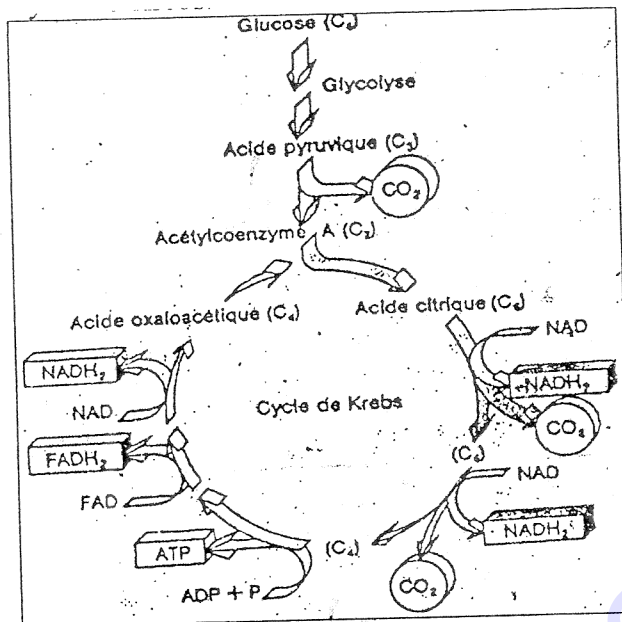 Glucose (C₆)
Glycolyse
Acide pyruvique (C₃)
CO₂
Acétylcoenzyme A (C₂)
Acide oxaloacétique (C₄)
Acide citrique (C₆)
NAD
NADH₂
NADH₂
NAD
Cycle de Krebs
CO₂
FADH₂
NAD
FAD
NADH₂
ATP
(C₄)
CO₂
ADP + P